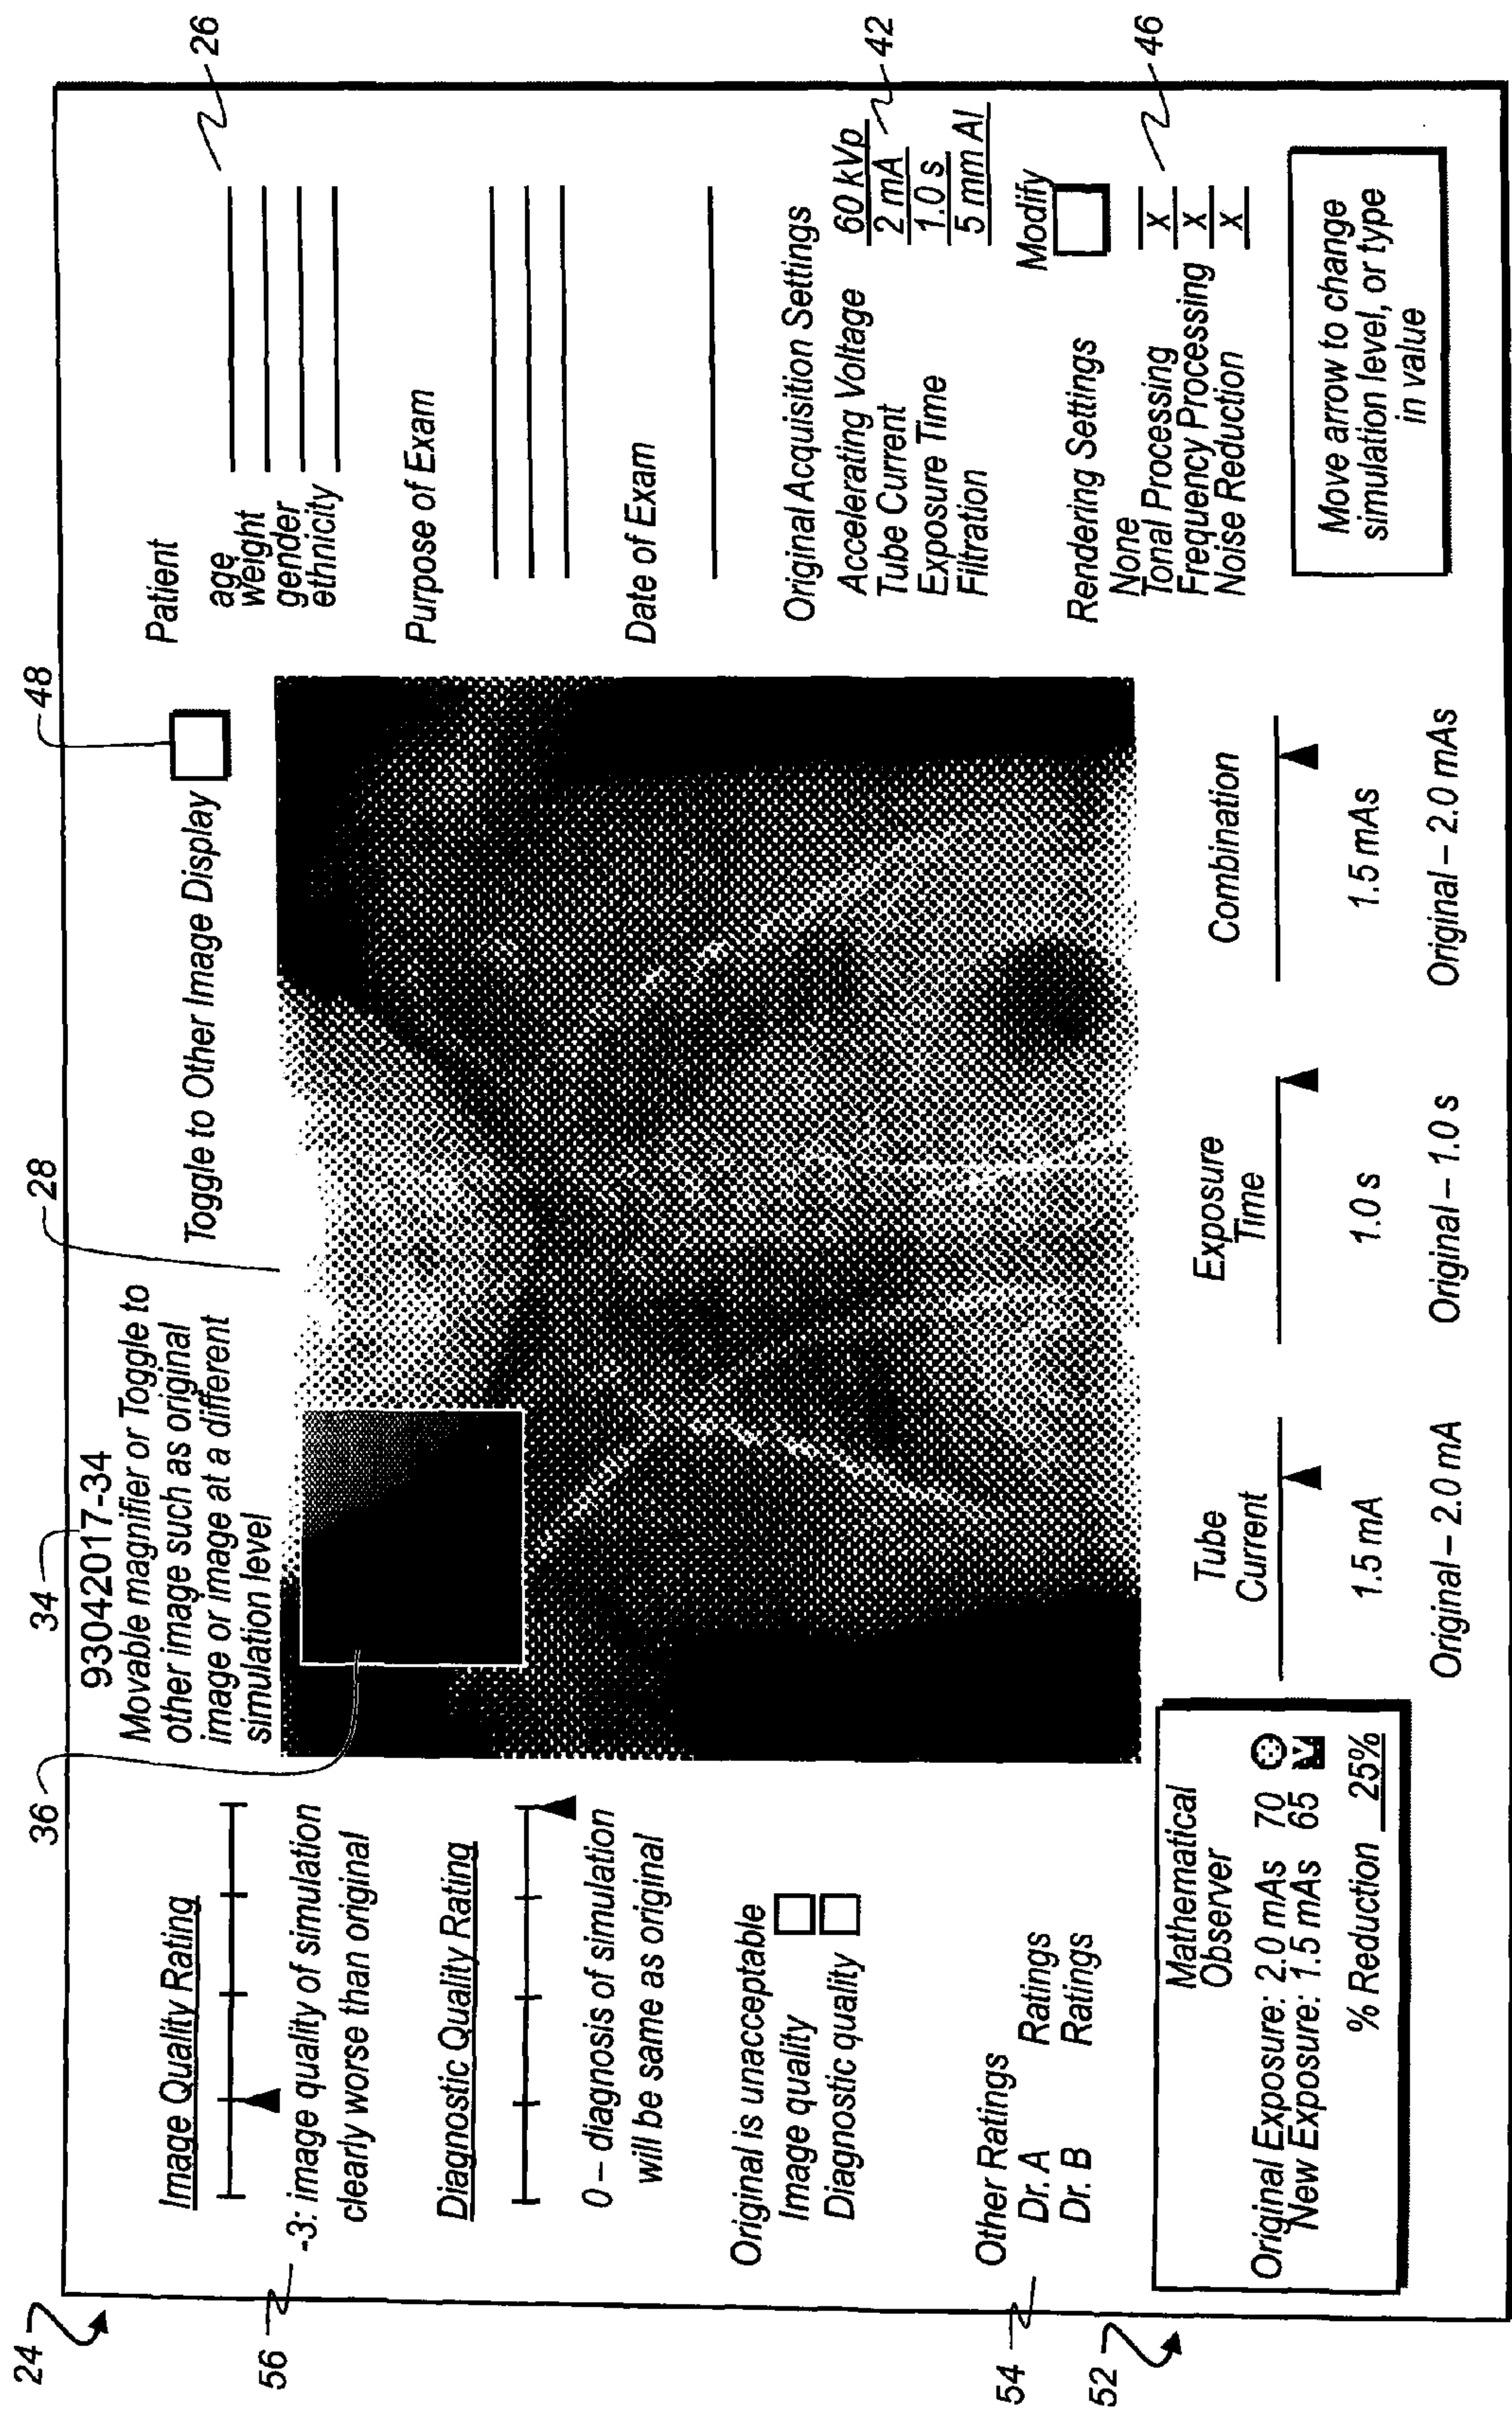 24
56
54
52
36
34
28
48
26
42
46
Image Quality Rating
-3: image quality of simulation
clearly worse than original
Diagnostic Quality Rating
0 – diagnosis of simulation
will be same as original
Original is unacceptable
Image quality
Diagnostic quality
Other Ratings
Dr. A Ratings
Dr. B Ratings
Mathematical
Observer
Original Exposure: 2.0 mAs 70
New Exposure: 1.5 mAs 65
% Reduction 25%
93042017-34
Movable magnifier or Toggle to
other image such as original
image or image at a different
simulation level
Toggle to Other Image Display
Tube
Current
1.5 mA
Original – 2.0 mA
Exposure
Time
1.0 s
Original – 1.0 s
Combination
1.5 mAs
Original – 2.0 mAs
Patient
age
weight
gender
ethnicity
Purpose of Exam
Date of Exam
Original Acquisition Settings
Accelerating Voltage 60 kVp
Tube Current 2 mA
Exposure Time 1.0 s
Filtration 5 mm Al
Modify
Rendering Settings
None
Tonal Processing x
Frequency Processing x
Noise Reduction x
Move arrow to change
simulation level, or type
in value